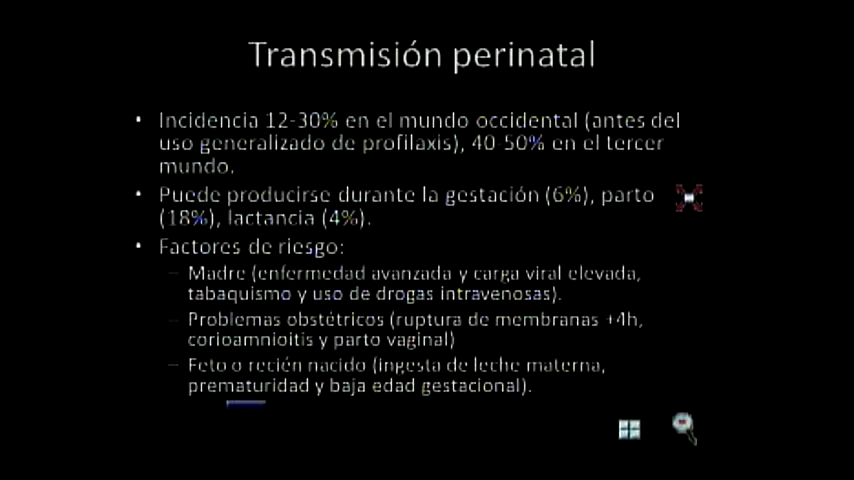 Transmisión perinatal
• Incidencia 12-30% en el mundo occidental (antes del
uso generalizado de profilaxis), 40-50% en el tercer
mundo.
• Puede producirse durante la gestación (6%), parto
(18%), lactancia (4%).
• Factores de riesgo:
– Madre (enfermedad avanzada y carga viral elevada,
tabaquismo y uso de drogas intravenosas).
– Problemas obstétricos (ruptura de membranas +4h,
corioamnioitis y parto vaginal)
– Feto o recién nacido (ingesta de leche materna,
prematuridad y baja edad gestacional).